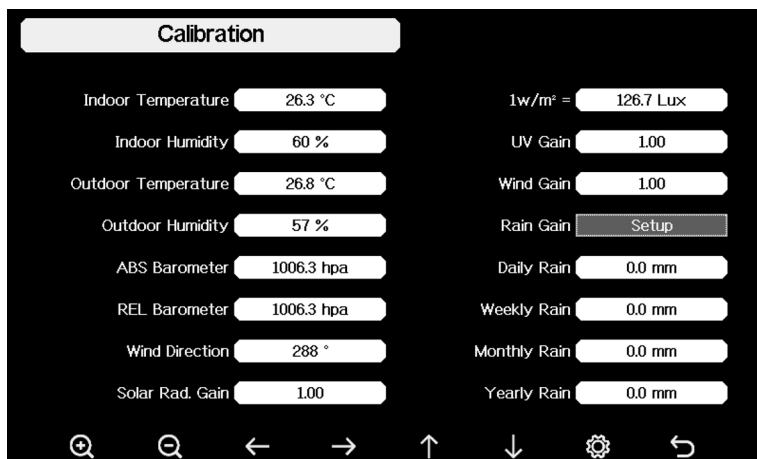 Calibration
Indoor Temperature 26.3 °C
Indoor Humidity 60 %
Outdoor Temperature 26.8 °C
Outdoor Humidity 57 %
ABS Barometer 1006.3 hpa
REL Barometer 1006.3 hpa
Wind Direction 288 °
Solar Rad. Gain 1.00
1w/m² = 126.7 Lux
UV Gain 1.00
Wind Gain 1.00
Rain Gain Setup
Daily Rain 0.0 mm
Weekly Rain 0.0 mm
Monthly Rain 0.0 mm
Yearly Rain 0.0 mm